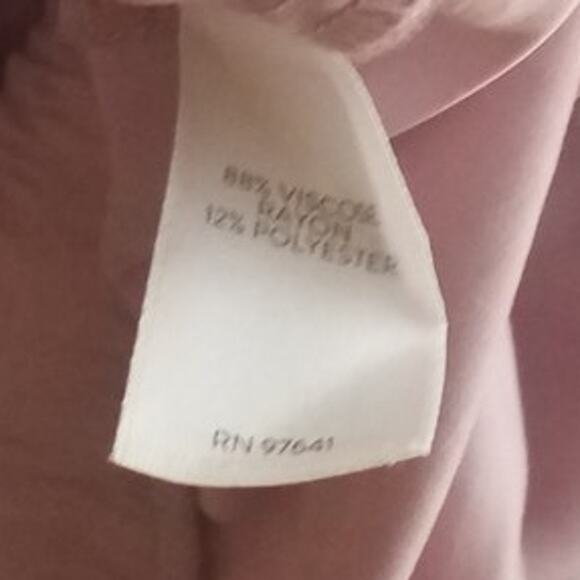 88% VISCOSE
RAYON
12% POLYESTER
RN 97641